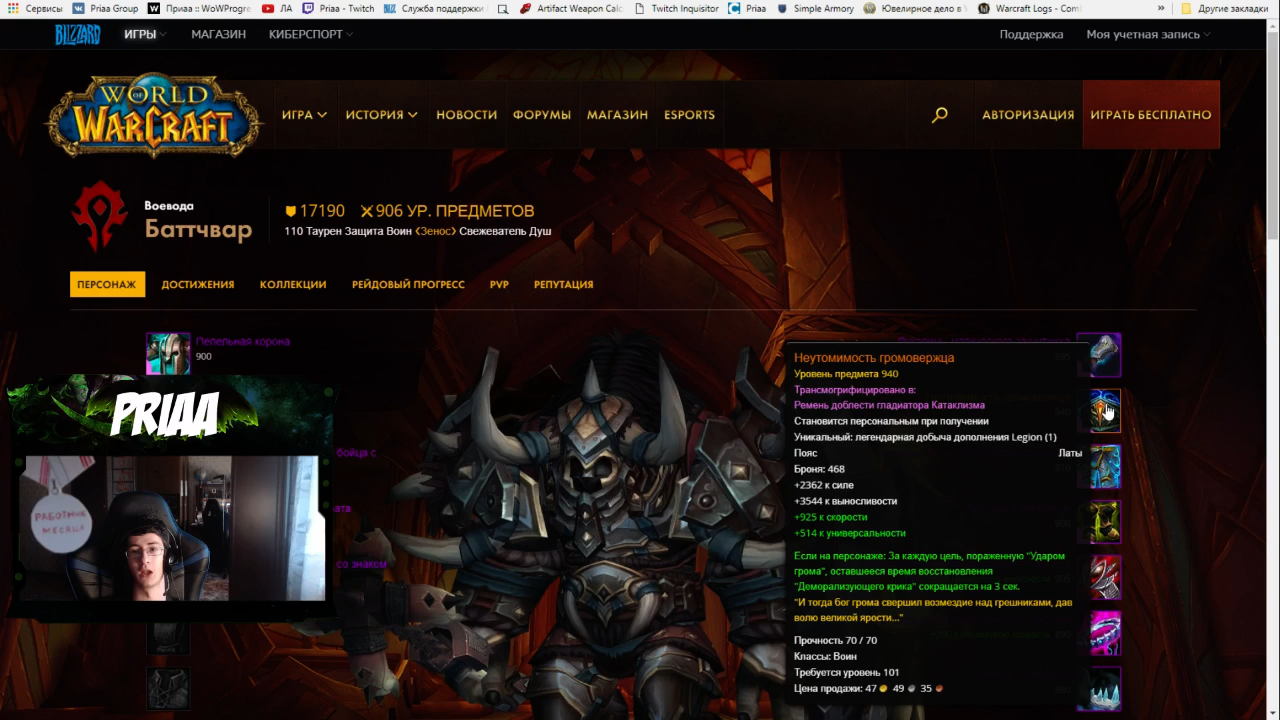 Сервисы Priaa Group Приаа :: WoWProgre ЛА Priaa - Twitch Служба поддержки Artifact Weapon Calc Twitch Inquisitor Priaa Simple Armory Ювелирное дело в Warcraft Logs - Comb » Другие закладки
BLIZZARD ИГРЫ МАГАЗИН КИБЕРСПОРТ Поддержка Моя учетная запись
WORLD OF WARCRAFT
ИГРА ИСТОРИЯ НОВОСТИ ФОРУМЫ МАГАЗИН ESPORTS АВТОРИЗАЦИЯ ИГРАТЬ БЕСПЛАТНО
Воевода
Баттчвар
17190 906 УР. ПРЕДМЕТОВ
110 Таурен Защита Воин <Зенос> Свежеватель Душ
ПЕРСОНАЖ ДОСТИЖЕНИЯ КОЛЛЕКЦИИ РЕЙДОВЫЙ ПРОГРЕСС PVP РЕПУТАЦИЯ
Пепельная корона
900
PRIAA
бойца с
ата
со знаком
РАБОТНИК
МЕСЯЦА
Неутомимость громовержца
Уровень предмета 940
Трансмогрифицировано в:
Ремень доблести гладиатора Катаклизма
Становится персональным при получении
Уникальный: легендарная добыча дополнения Legion (1)
Пояс Латы
Броня: 468
+2362 к силе
+3544 к выносливости
+925 к скорости
+514 к универсальности
Если на персонаже: За каждую цель, пораженную "Ударом
грома", оставшееся время восстановления
"Деморализующего крика" сокращается на 3 сек.
"И тогда бог грома свершил возмездие над грешниками, дав
волю великой ярости..."
Прочность 70 / 70
Классы: Воин
Требуется уровень 101
Цена продажи: 47 49 35